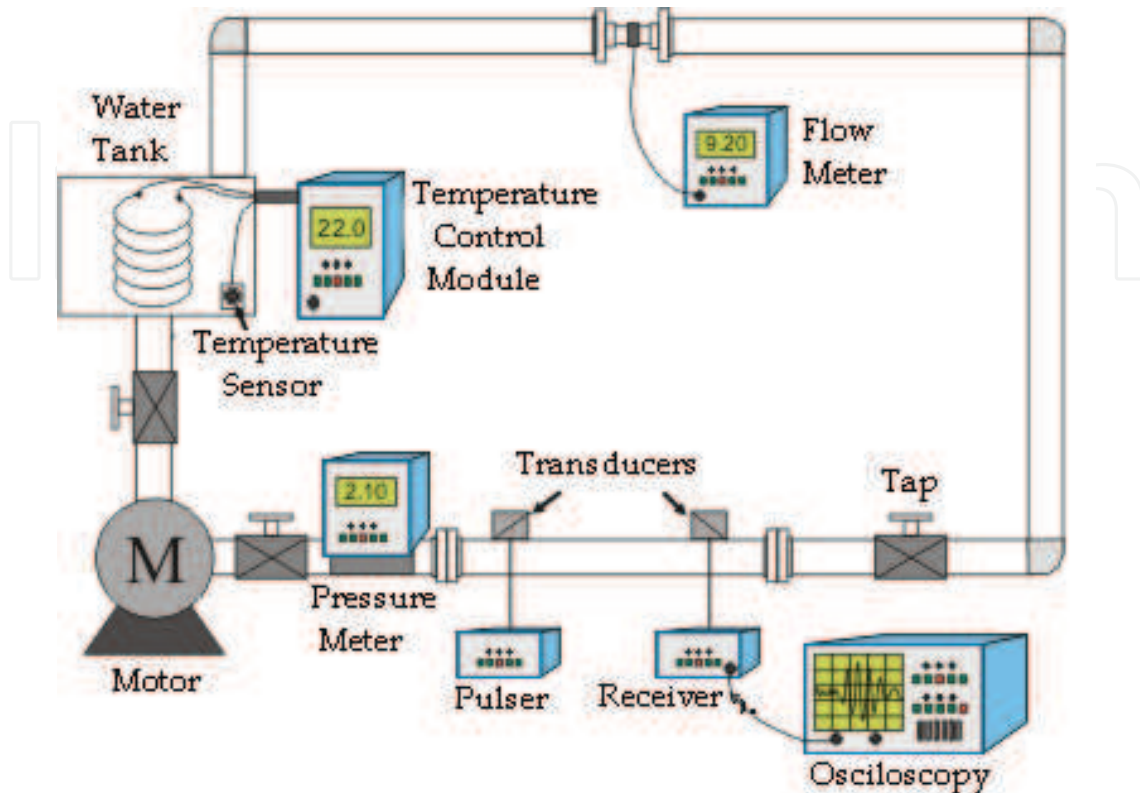 Water
Tank
9.20
Flow
Meter
22.0
Temperature
Control
Module
Temperature
Sensor
Transducers
Tap
2.10
M
Pressure
Meter
Motor
Pulser
Receiver
Osciloscopy